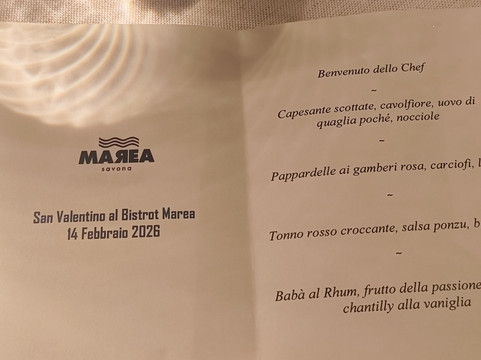 MAREA
savona
San Valentino al Bistrot Marea
14 Febbraio 2026
Benvenuto dello Chef
~
Capesante scottate, cavolfiore, uovo di
quaglia poché, nocciole
~
Pappardelle ai gamberi rosa, carciofi,
~
Tonno rosso croccante, salsa ponzu,
~
Babà al Rhum, frutto della passione
chantilly alla vaniglia